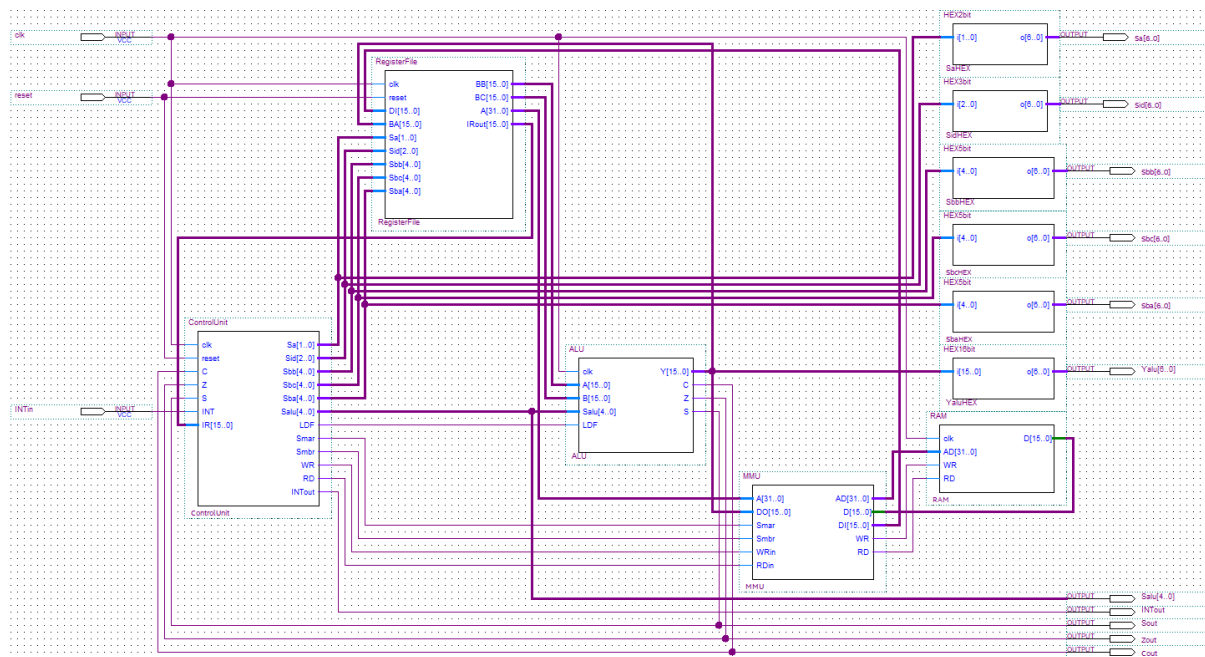 clk
INPUT
VCC
reset
INPUT
VCC
INTin
INPUT
VCC
RegisterFile
clk
reset
DI[15..0]
BA[15..0]
Sa[1..0]
Sid[2..0]
Sbb[4..0]
Sbc[4..0]
Sba[4..0]
BB[15..0]
BC[15..0]
A[31..0]
IRout[15..0]
RegisterFile
ControlUnit
clk
reset
C
Z
S
INT
IR[15..0]
Sa[1..0]
Sid[2..0]
Sbb[4..0]
Sbc[4..0]
Sba[4..0]
Salu[4..0]
LDF
Smar
Smbr
WR
RD
INTout
ControlUnit
ALU
clk
A[15..0]
B[15..0]
Salu[4..0]
LDF
Y[15..0]
C
Z
S
ALU
MMU
A[31..0]
DO[15..0]
Smar
Smbr
WRin
RDin
AD[31..0]
D[15..0]
DI[15..0]
WR
RD
MMU
HEX2bit
i[1..0]
o[6..0]
SaHEX
OUTPUT
Sa[6..0]
HEX3bit
i[2..0]
o[6..0]
SidHEX
OUTPUT
Sid[6..0]
HEX5bit
i[4..0]
o[6..0]
SbbHEX
OUTPUT
Sbb[6..0]
HEX5bit
i[4..0]
o[6..0]
SbcHEX
OUTPUT
Sbc[6..0]
HEX5bit
i[4..0]
o[6..0]
SbaHEX
OUTPUT
Sba[6..0]
HEX16bit
i[15..0]
o[6..0]
YaluHEX
OUTPUT
Yalu[6..0]
RAM
clk
AD[31..0]
WR
RD
D[15..0]
RAM
OUTPUT
Salu[4..0]
OUTPUT
INTout
OUTPUT
Sout
OUTPUT
Zout
OUTPUT
Cout